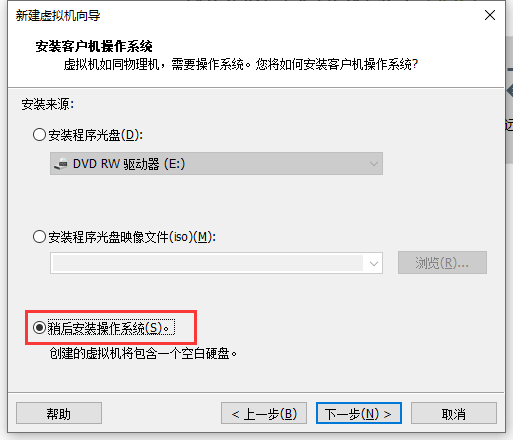 新建虚拟机向导
安装客户机操作系统
虚拟机如同物理机，需要操作系统。您将如何安装客户机操作系统?
安装来源:
安装程序光盘(D):
DVD RW 驱动器 (E:)
安装程序光盘映像文件(iso)(M):
浏览(R)...
稍后安装操作系统(S)。
创建的虚拟机将包含一个空白硬盘。
帮助
< 上一步(B)
下一步(N) >
取消
远